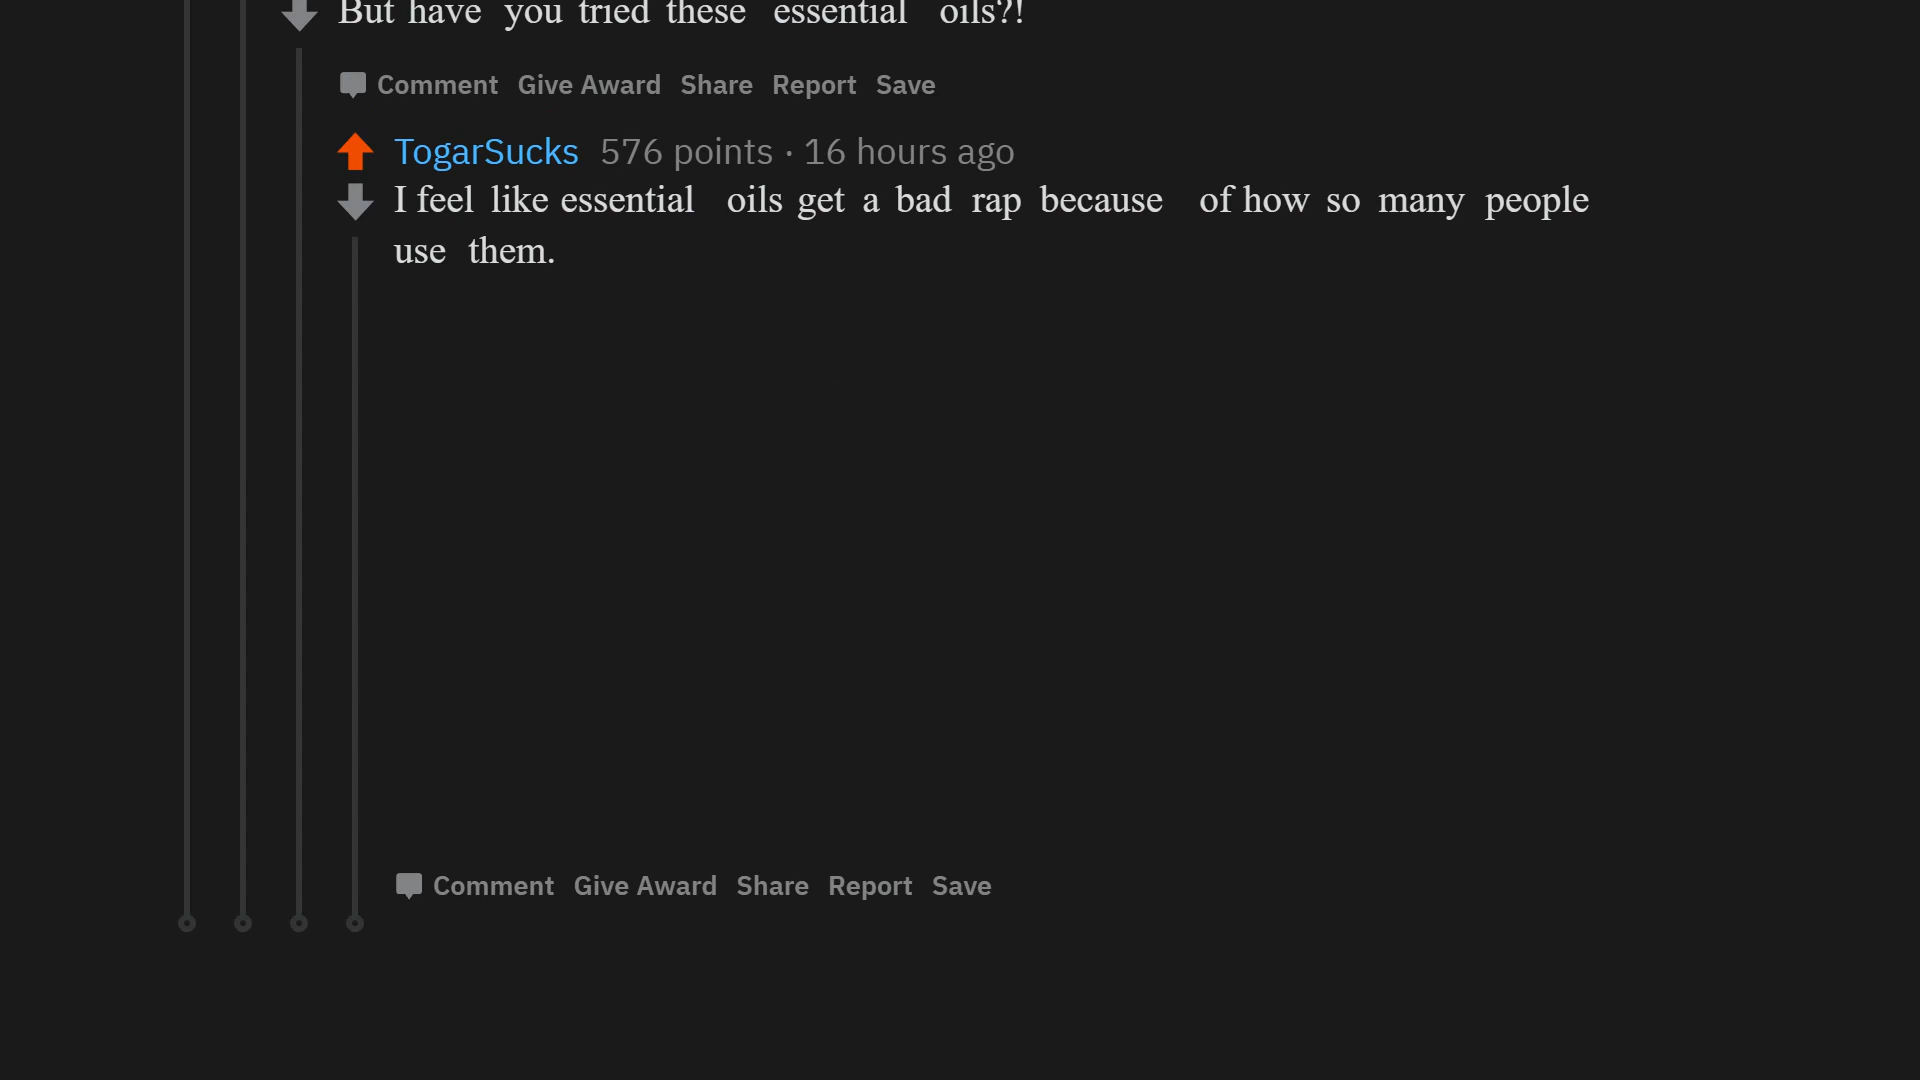 But have you tried these essential oils?!
Comment Give Award Share Report Save
TogarSucks 576 points · 16 hours ago
I feel like essential oils get a bad rap because of how so many people
use them.
Comment Give Award Share Report Save